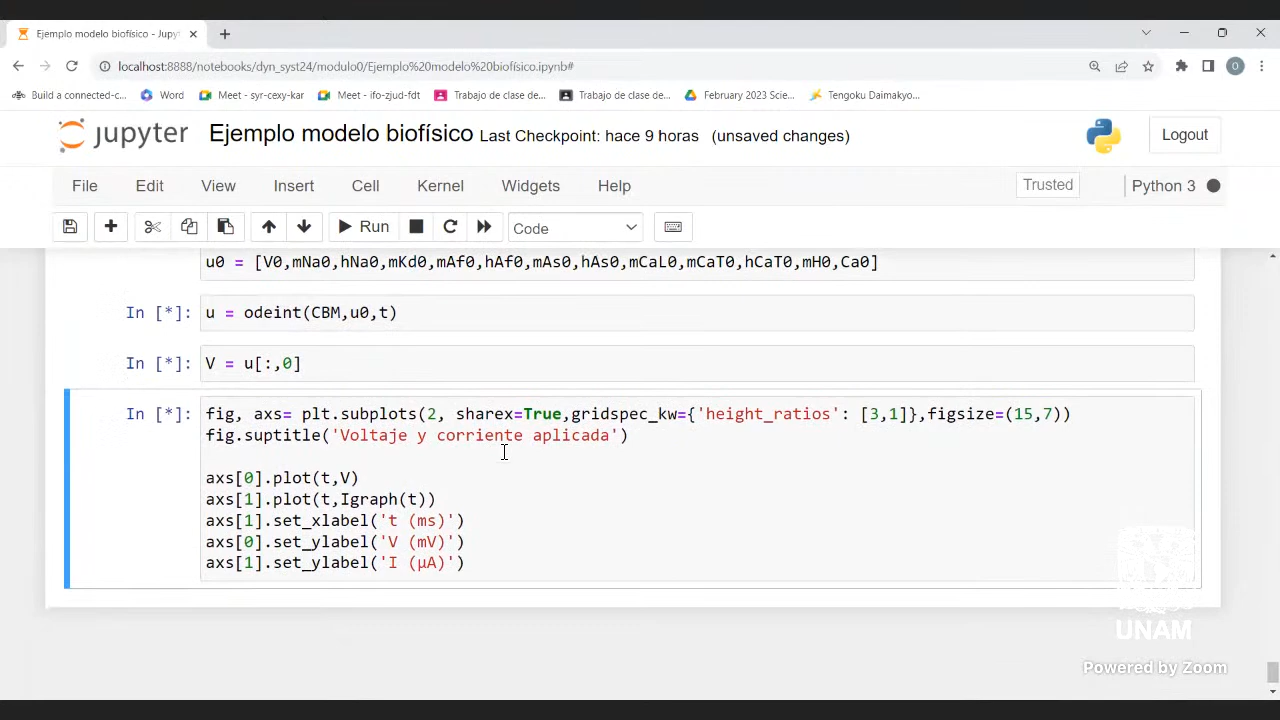 Ejemplo modelo biofísico - Jupyt
localhost:8888/notebooks/dyn_syst24/modulo0/Ejemplo%20modelo%20biofísico.ipynb#
Build a connected-c... Word Meet - syr-cexy-kar Meet - ifo-zjud-fdt Trabajo de clase de... Trabajo de clase de... February 2023 Scie... Tengoku Daimakyo...
jupyter Ejemplo modelo biofísico Last Checkpoint: hace 9 horas (unsaved changes) Logout
File Edit View Insert Cell Kernel Widgets Help Trusted Python 3
Run Code
u0 = [V0,mNa0,hNa0,mKd0,mAf0,hAf0,mAs0,hAs0,mCaL0,mCaT0,hCaT0,mH0,Ca0]
In [*]: u = odeint(CBM,u0,t)
In [*]: V = u[:,0]
In [*]: fig, axs= plt.subplots(2, sharex=True,gridspec_kw={'height_ratios': [3,1]},figsize=(15,7))
fig.suptitle('Voltaje y corriente aplicada')
axs[0].plot(t,V)
axs[1].plot(t,Igraph(t))
axs[1].set_xlabel('t (ms)')
axs[0].set_ylabel('V (mV)')
axs[1].set_ylabel('I (μA)')
UNAM
Powered by Zoom